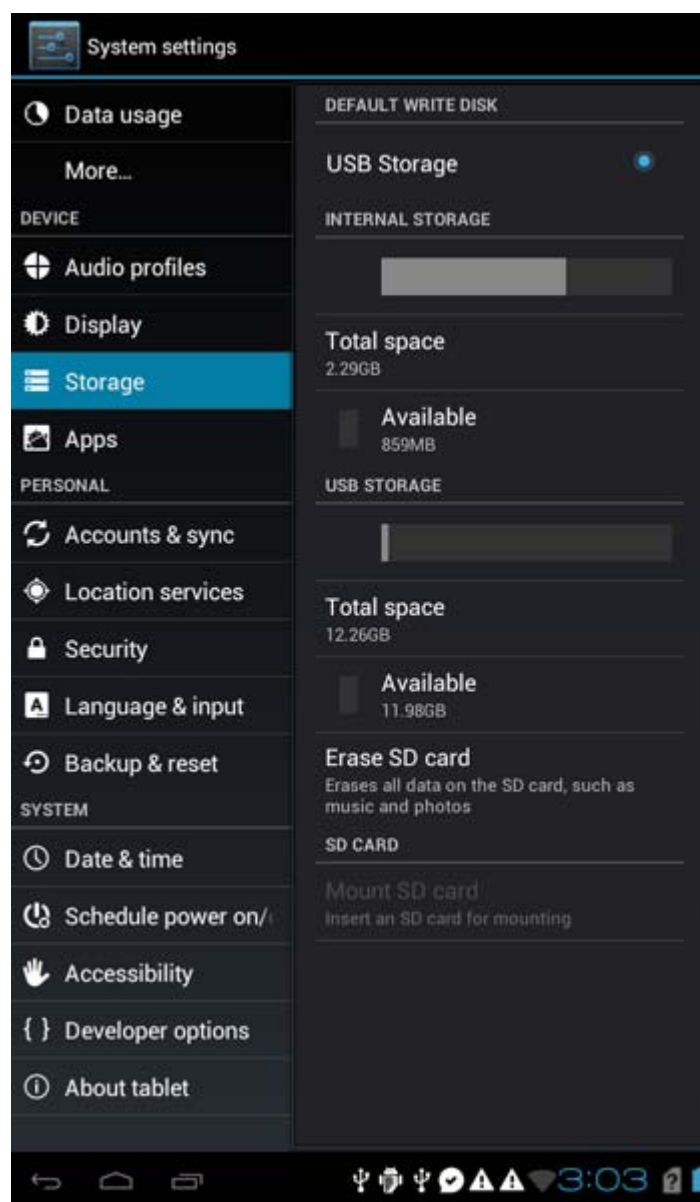 System settings
Data usage
More...
DEVICE
Audio profiles
Display
Storage
Apps
PERSONAL
Accounts & sync
Location services
Security
Language & input
Backup & reset
SYSTEM
Date & time
Schedule power on/
Accessibility
Developer options
About tablet
DEFAULT WRITE DISK
USB Storage
INTERNAL STORAGE
Total space
2.29GB
Available
859MB
USB STORAGE
Total space
12.26GB
Available
11.98GB
Erase SD card
Erases all data on the SD card, such as
music and photos
SD CARD
Mount SD card
Insert an SD card for mounting
3:03